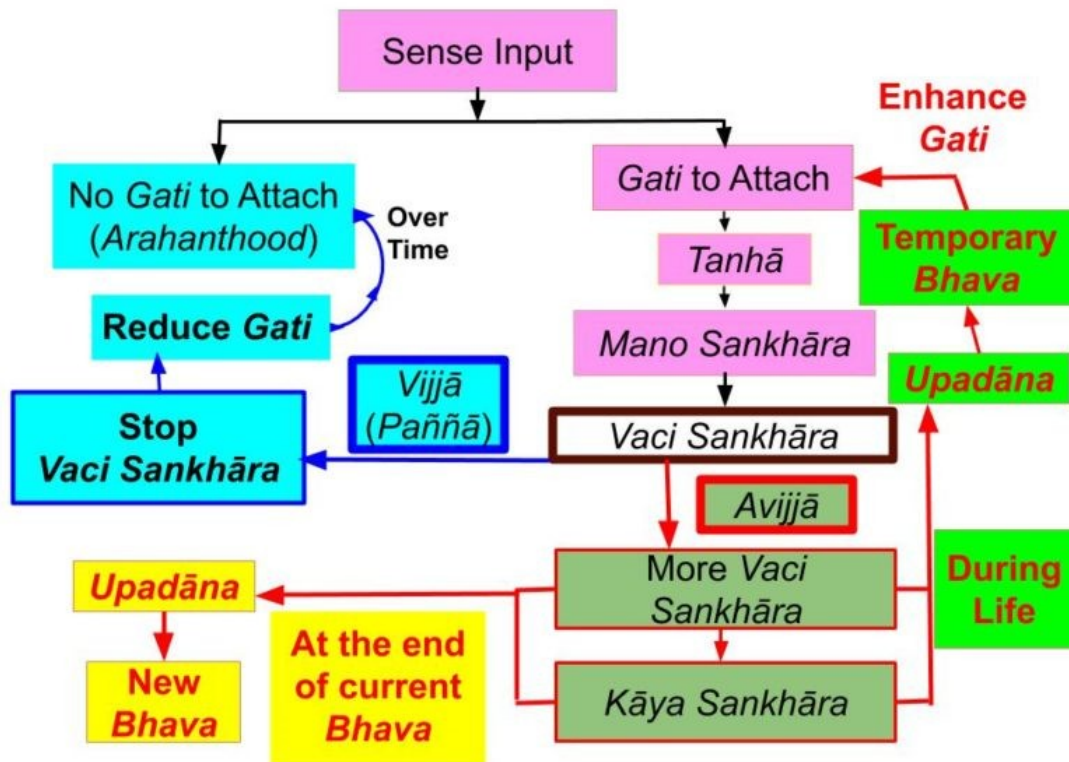 Sense Input
Enhance
Gati
No Gati to Attach
(Arahanthood)
Over
Time
Gati to Attach
Temporary
Bhava
Tanhā
Reduce Gati
Mano Sankhāra
Upadāna
Vijjā
(Paññā)
Stop
Vaci Sankhāra
Vaci Sankhāra
Avijjā
More Vaci
Sankhāra
During
Life
Upadāna
At the end
of current
Bhava
New
Bhava
Kāya Sankhāra